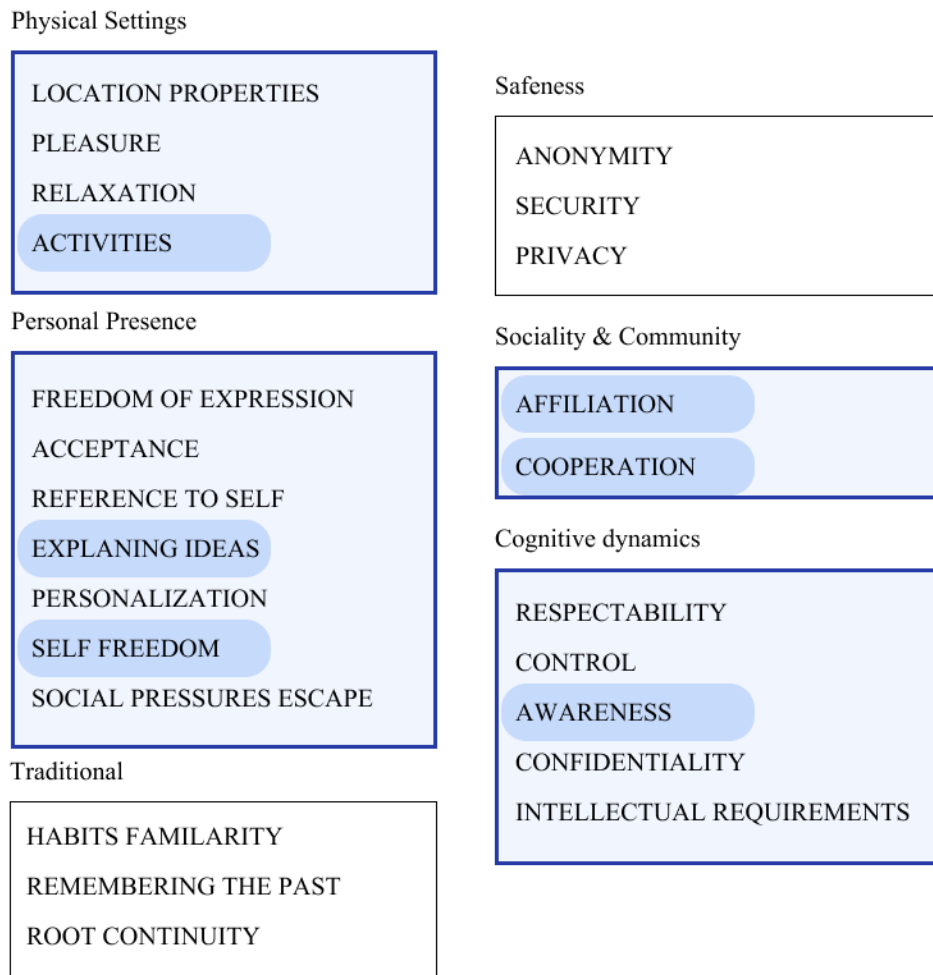 Physical Settings
LOCATION PROPERTIES
PLEASURE
RELAXATION
ACTIVITIES
Personal Presence
FREEDOM OF EXPRESSION
ACCEPTANCE
REFERENCE TO SELF
EXPLANING IDEAS
PERSONALIZATION
SELF FREEDOM
SOCIAL PRESSURES ESCAPE
Traditional
HABITS FAMILARITY
REMEMBERING THE PAST
ROOT CONTINUITY
Safeness
ANONYMITY
SECURITY
PRIVACY
Sociality & Community
AFFILIATION
COOPERATION
Cognitive dynamics
RESPECTABILITY
CONTROL
AWARENESS
CONFIDENTIALITY
INTELLECTUAL REQUIREMENTS